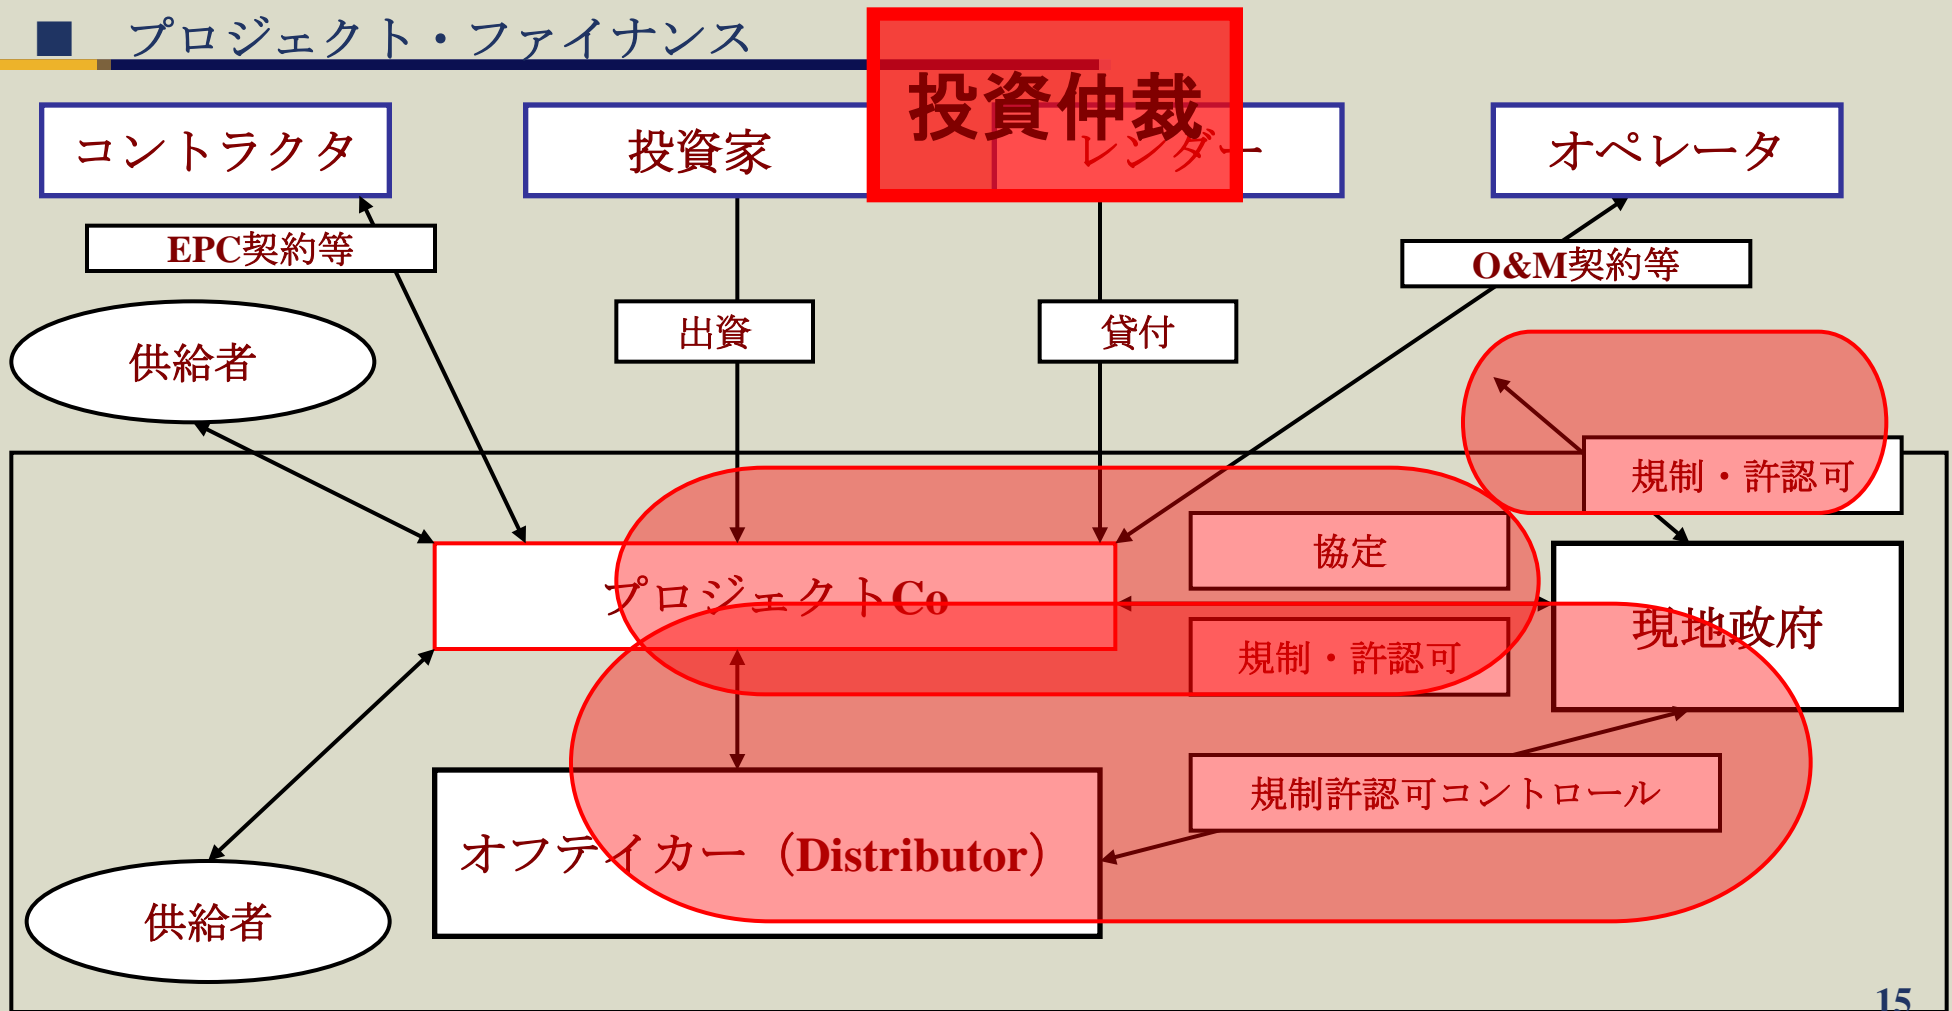 ■ プロジェクト・ファイナンス
投資仲裁
コントラクタ
投資家
レンダー
オペレータ
EPC契約等
O&M契約等
出資
貸付
供給者
規制・許認可
協定
プロジェクトCo
現地政府
規制・許認可
規制許認可コントロール
オフテイカー（Distributor）
供給者
15